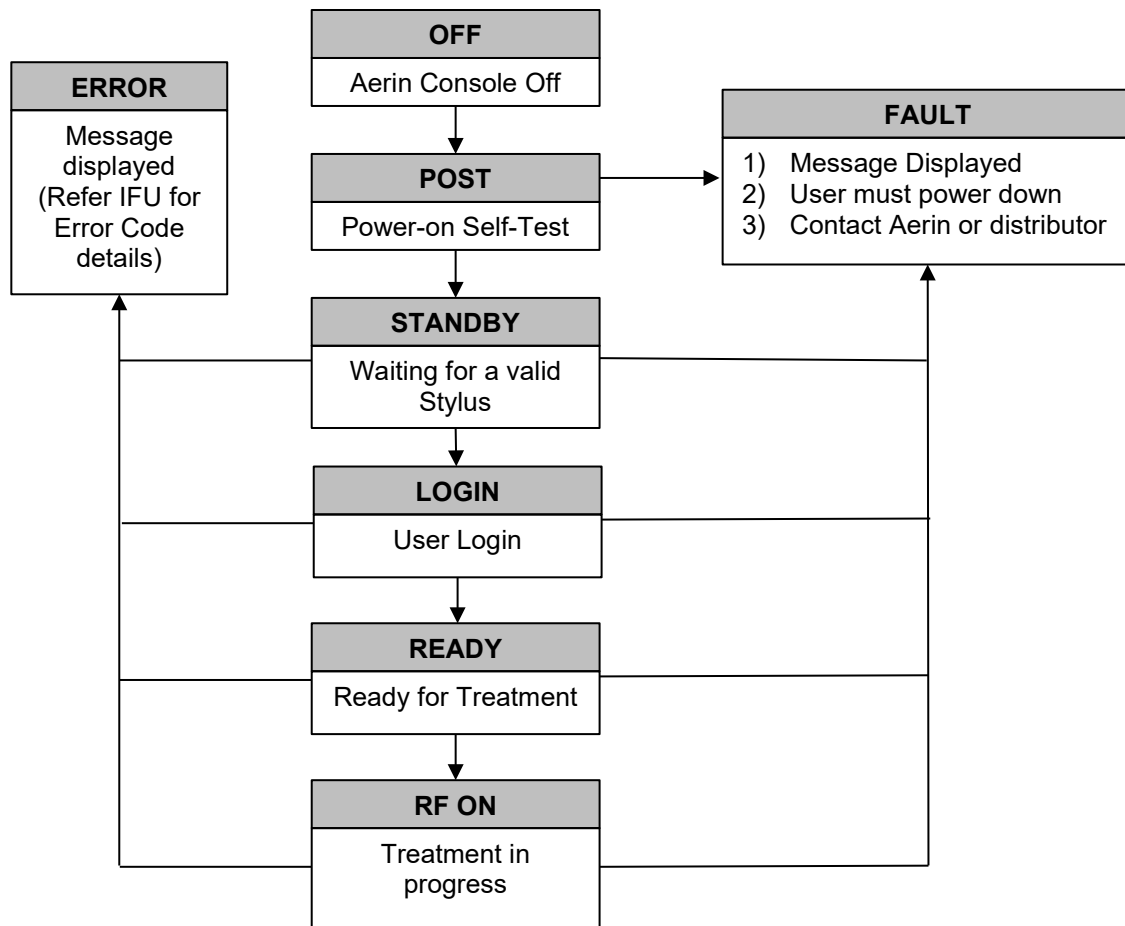 OFF
Aerin Console Off
ERROR
Message
displayed
(Refer IFU for
Error Code
details)
FAULT
1) Message Displayed
2) User must power down
3) Contact Aerin or distributor
POST
Power-on Self-Test
STANDBY
Waiting for a valid
Stylus
LOGIN
User Login
READY
Ready for Treatment
RF ON
Treatment in
progress